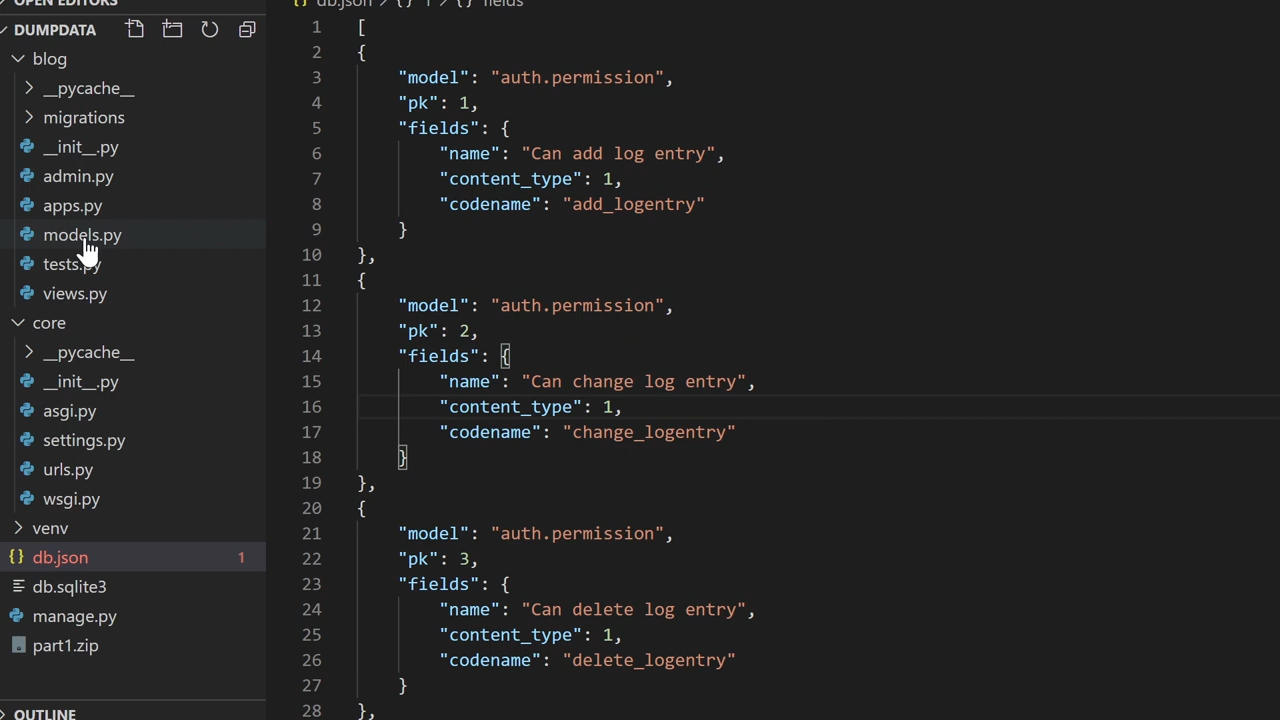 OPEN EDITORS
DUMPDATA
blog
__pycache__
migrations
__init__.py
admin.py
apps.py
models.py
tests.py
views.py
core
__pycache__
__init__.py
asgi.py
settings.py
urls.py
wsgi.py
venv
{} db.json 1
db.sqlite3
manage.py
part1.zip
OUTLINE
{} db.json > {} 1 > {} fields
1 [
2 {
3 "model": "auth.permission",
4 "pk": 1,
5 "fields": {
6 "name": "Can add log entry",
7 "content_type": 1,
8 "codename": "add_logentry"
9 }
10 },
11 {
12 "model": "auth.permission",
13 "pk": 2,
14 "fields": {
15 "name": "Can change log entry",
16 "content_type": 1,
17 "codename": "change_logentry"
18 }
19 },
20 {
21 "model": "auth.permission",
22 "pk": 3,
23 "fields": {
24 "name": "Can delete log entry",
25 "content_type": 1,
26 "codename": "delete_logentry"
27 }
28 },